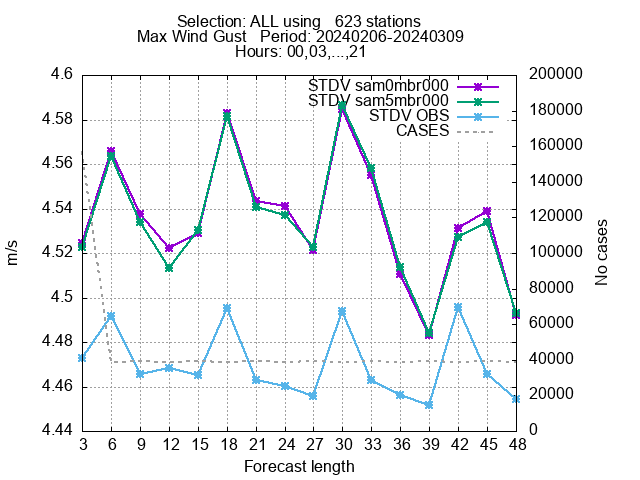 Selection: ALL using   623 stations
Max Wind Gust   Period: 20240206-20240309
Hours: 00,03,...,21
STDV sam0mbr000
STDV sam5mbr000
STDV OBS
CASES
4.6
4.58
4.56
4.54
4.52
4.5
4.48
4.46
4.44
m/s
200000
180000
160000
140000
120000
100000
80000
60000
40000
20000
0
No cases
3 6 9 12 15 18 21 24 27 30 33 36 39 42 45 48
Forecast length